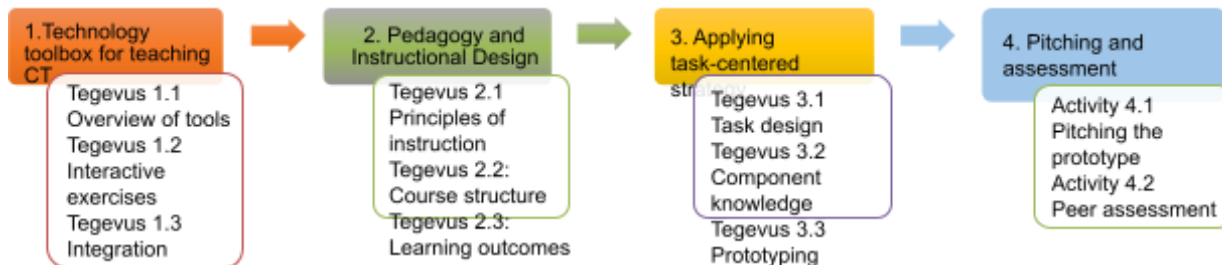 1.Technology
toolbox for teaching
CT
Tegevus 1.1
Overview of tools
Tegevus 1.2
Interactive
exercises
Tegevus 1.3
Integration
2. Pedagogy and
Instructional Design
Tegevus 2.1
Principles of
instruction
Tegevus 2.2:
Course structure
Tegevus 2.3:
Learning outcomes
3. Applying
task-centered
strategy
Tegevus 3.1
Task design
Tegevus 3.2
Component
knowledge
Tegevus 3.3
Prototyping
4. Pitching and
assessment
Activity 4.1
Pitching the
prototype
Activity 4.2
Peer assessment